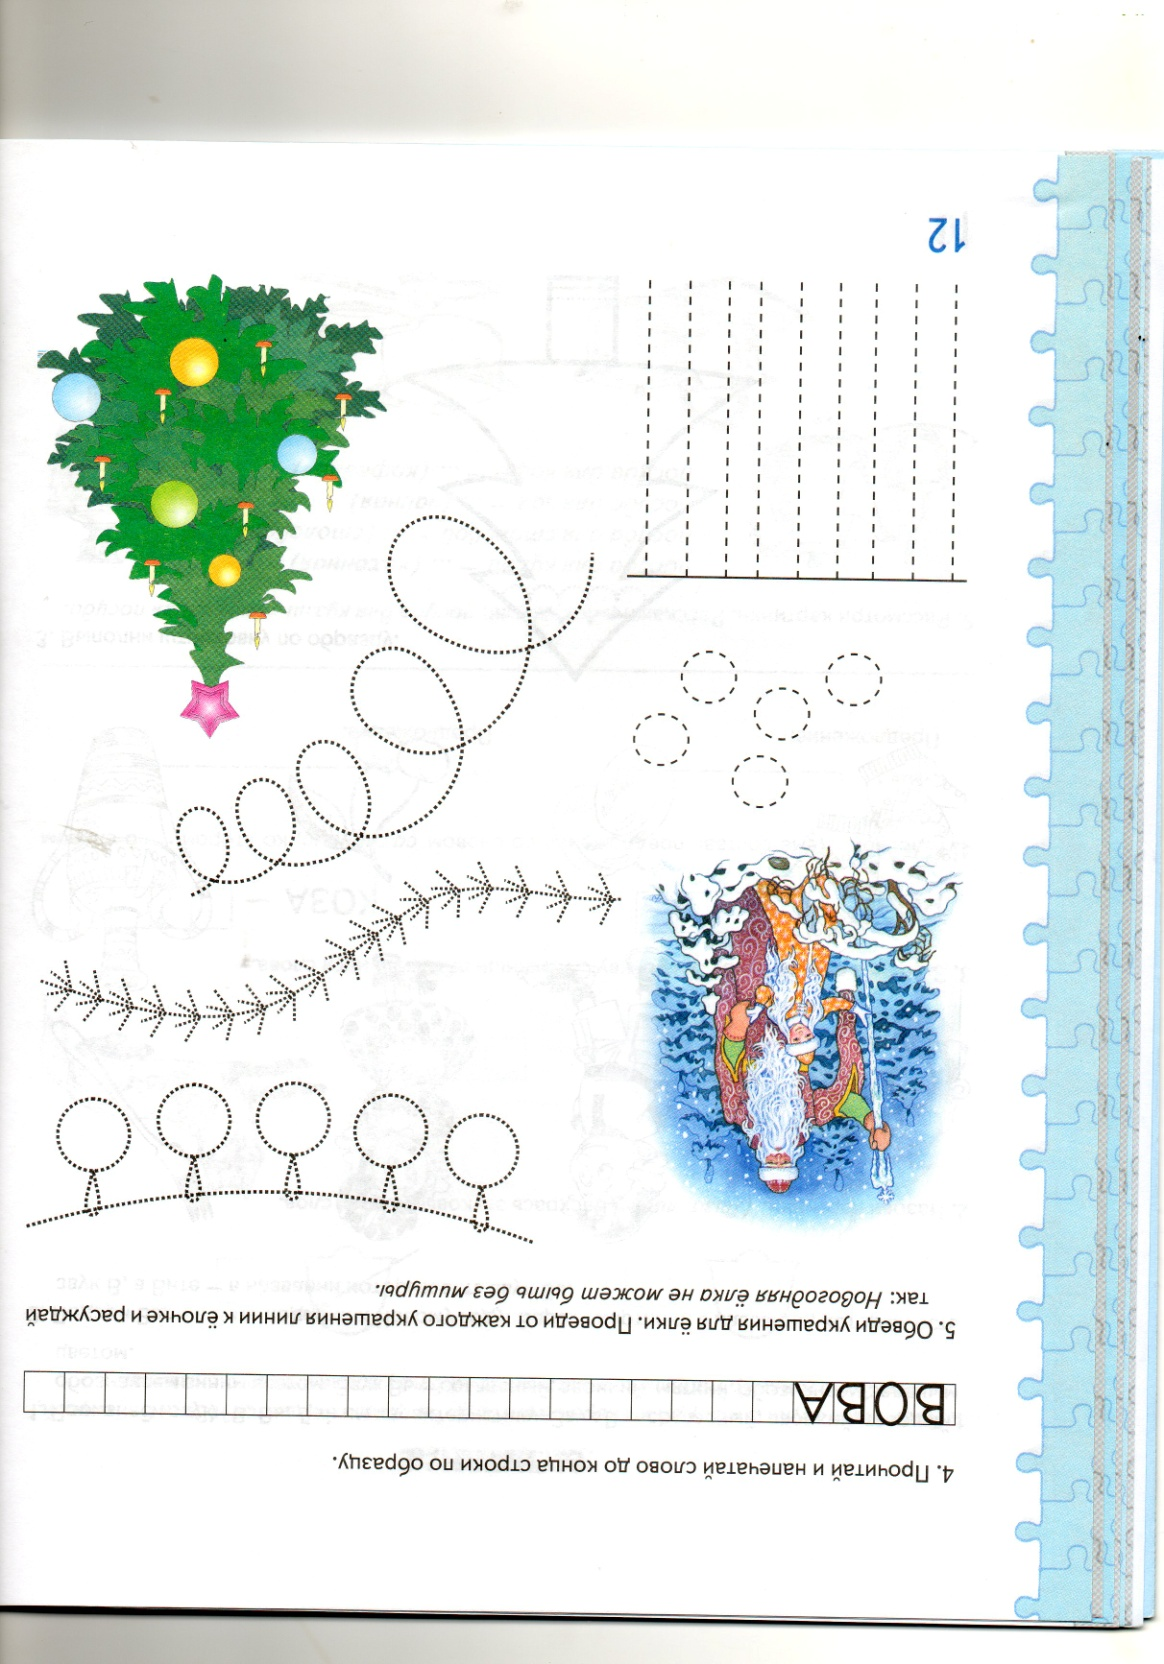 4. Прочитай и напечатай слово до конца строки по образцу.
ВОВА
5. Обведи украшения для ёлки. Проведи от каждого украшения линии к ёлочке и рассуждай
так: Новогодняя ёлка не может быть без мишуры.
12